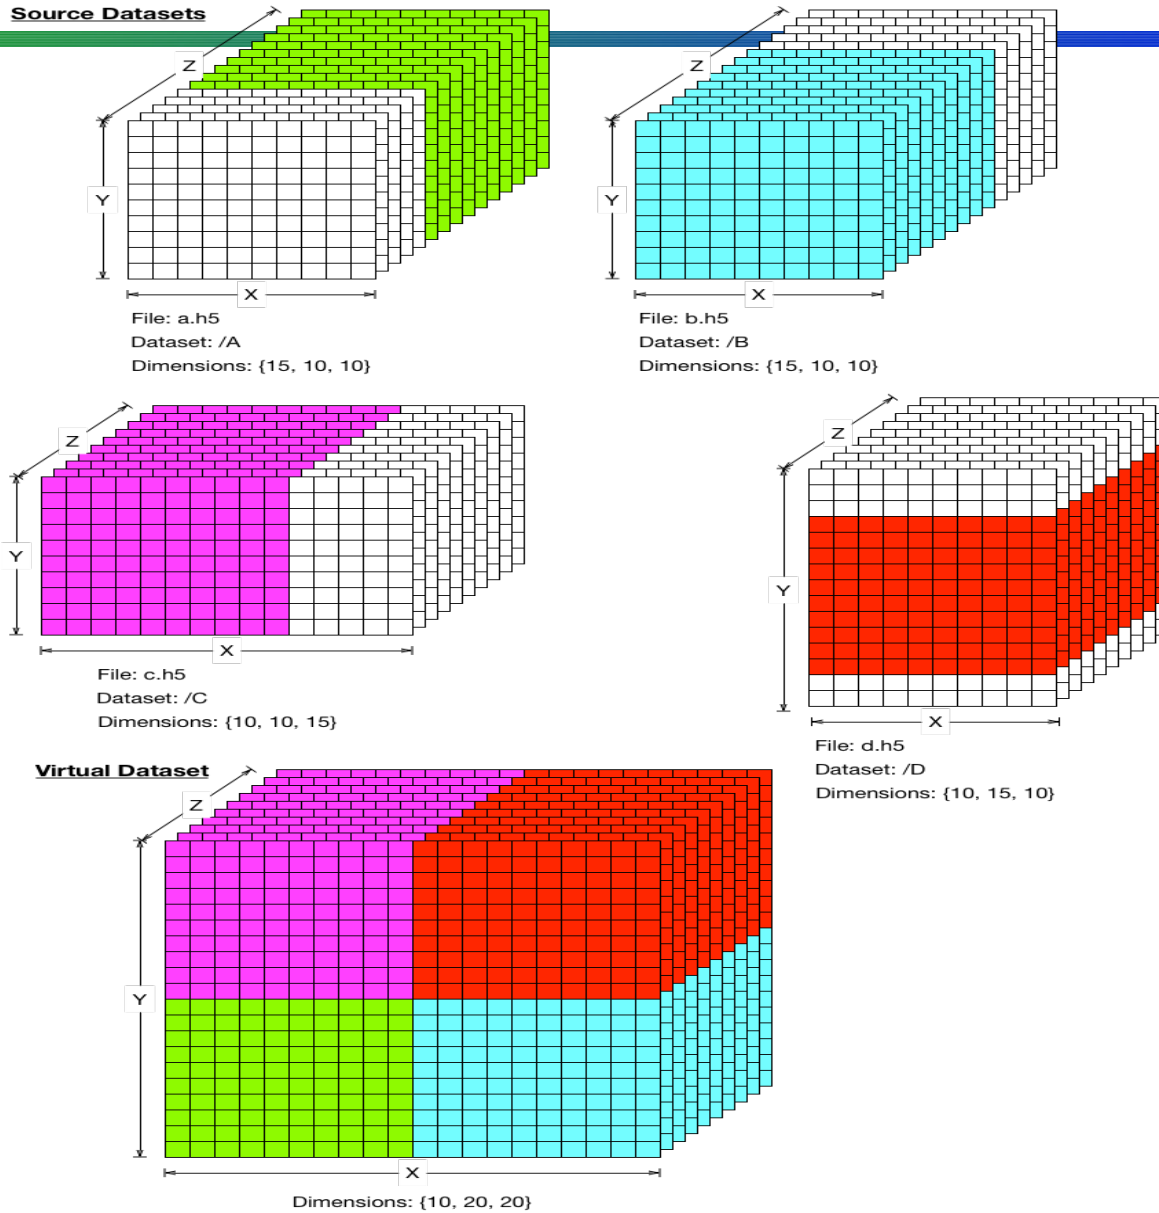 Source Datasets
Z
Z
Y
Y
X
X
File: a.h5
Dataset: /A
Dimensions: {15, 10, 10}
File: b.h5
Dataset: /B
Dimensions: {15, 10, 10}
Z
Z
Y
Y
X
X
File: c.h5
Dataset: /C
Dimensions: {10, 10, 15}
File: d.h5
Dataset: /D
Dimensions: {10, 15, 10}
Virtual Dataset
Z
Y
X
Dimensions: {10, 20, 20}